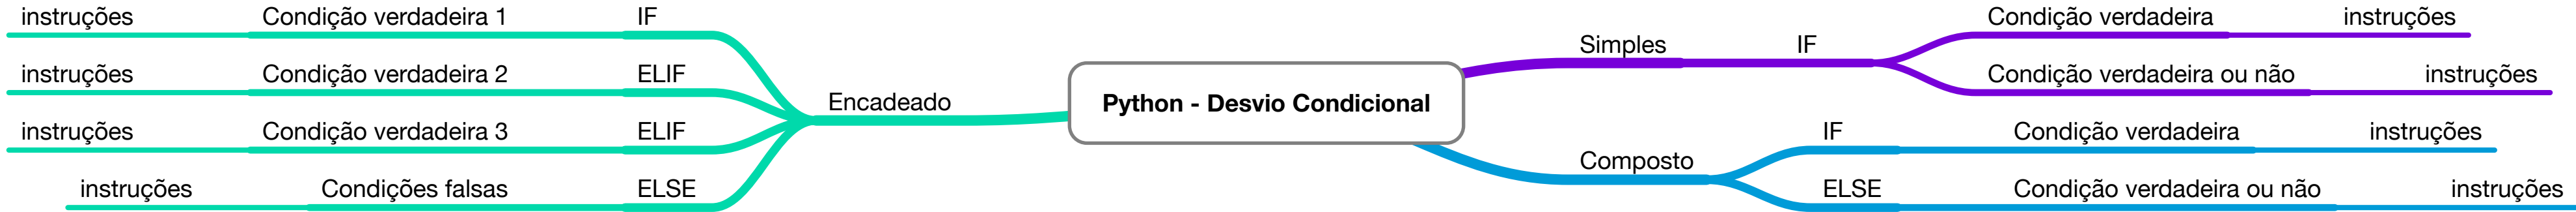 Python - Desvio Condicional
Simples
IF
Condição verdadeira
instruções
Condição verdadeira ou não
instruções
Composto
IF
Condição verdadeira
instruções
ELSE
Condição verdadeira ou não
instruções
Encadeado
IF
Condição verdadeira 1
instruções
ELIF
Condição verdadeira 2
instruções
ELIF
Condição verdadeira 3
instruções
ELSE
Condições falsas
instruções